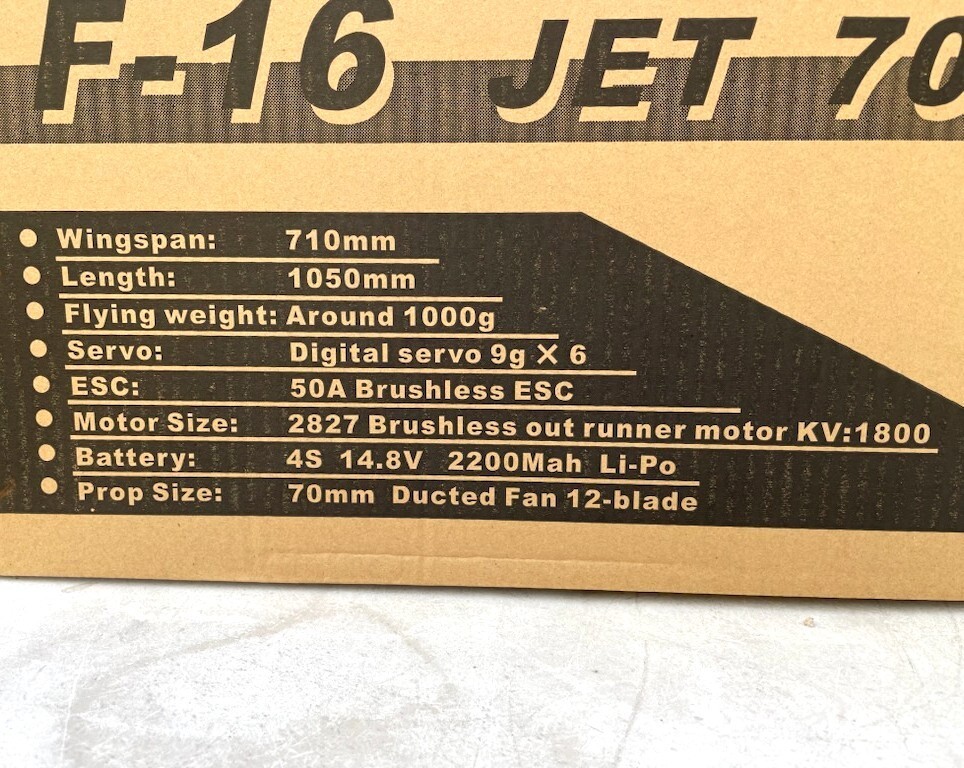 F-16 JET 70
Wingspan: 710mm
Length: 1050mm
Flying weight: Around 1000g
Servo: Digital servo 9g X 6
ESC: 50A Brushless ESC
Motor Size: 2827 Brushless out runner motor KV:1800
Battery: 4S 14.8V 2200Mah Li-Po
Prop Size: 70mm Ducted Fan 12-blade